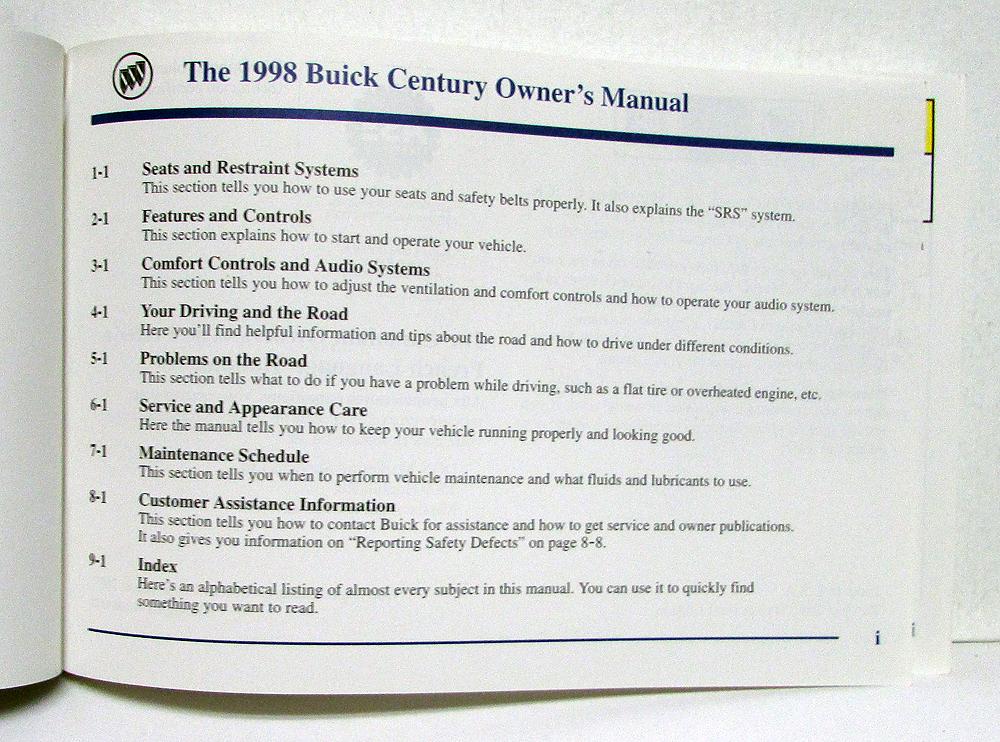 The 1998 Buick Century Owner's Manual
1-1 Seats and Restraint Systems
This section tells you how to use your seats and safety belts properly. It also explains the “SRS” system.
2-1 Features and Controls
This section explains how to start and operate your vehicle.
3-1 Comfort Controls and Audio Systems
This section tells you how to adjust the ventilation and comfort controls and how to operate your audio system.
4-1 Your Driving and the Road
Here you'll find helpful information and tips about the road and how to drive under different conditions.
5-1 Problems on the Road
This section tells what to do if you have a problem while driving, such as a flat tire or overheated engine, etc.
6-1 Service and Appearance Care
Here the manual tells you how to keep your vehicle running properly and looking good.
7-1 Maintenance Schedule
This section tells you when to perform vehicle maintenance and what fluids and lubricants to use.
8-1 Customer Assistance Information
This section tells you how to contact Buick for assistance and how to get service and owner publications.
It also gives you information on “Reporting Safety Defects” on page 8-8.
9-1 Index
Here's an alphabetical listing of almost every subject in this manual. You can use it to quickly find
something you want to read.
i
i